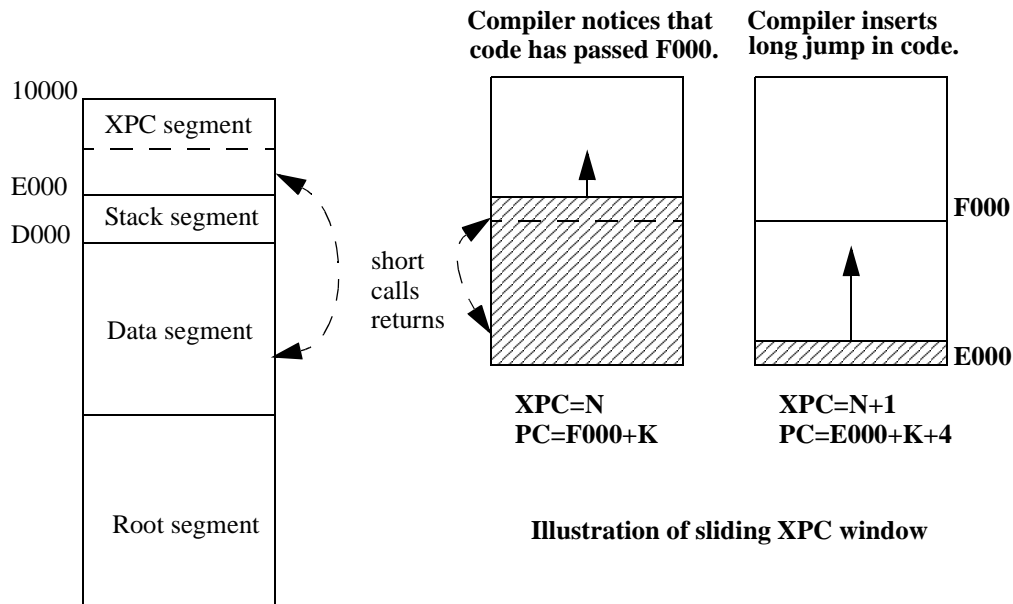 Compiler notices that
code has passed F000.
Compiler inserts
long jump in code.
10000
XPC segment
E000
Stack segment
D000
Data segment
Root segment
short
calls
returns
F000
E000
XPC=N
PC=F000+K
XPC=N+1
PC=E000+K+4
Illustration of sliding XPC window